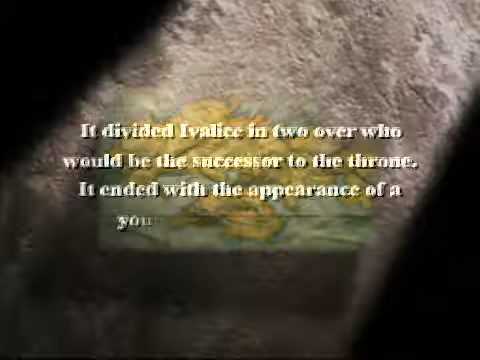 It divided Ivalice in two over who
would be the successor to the throne.
It ended with the appearance of a
you